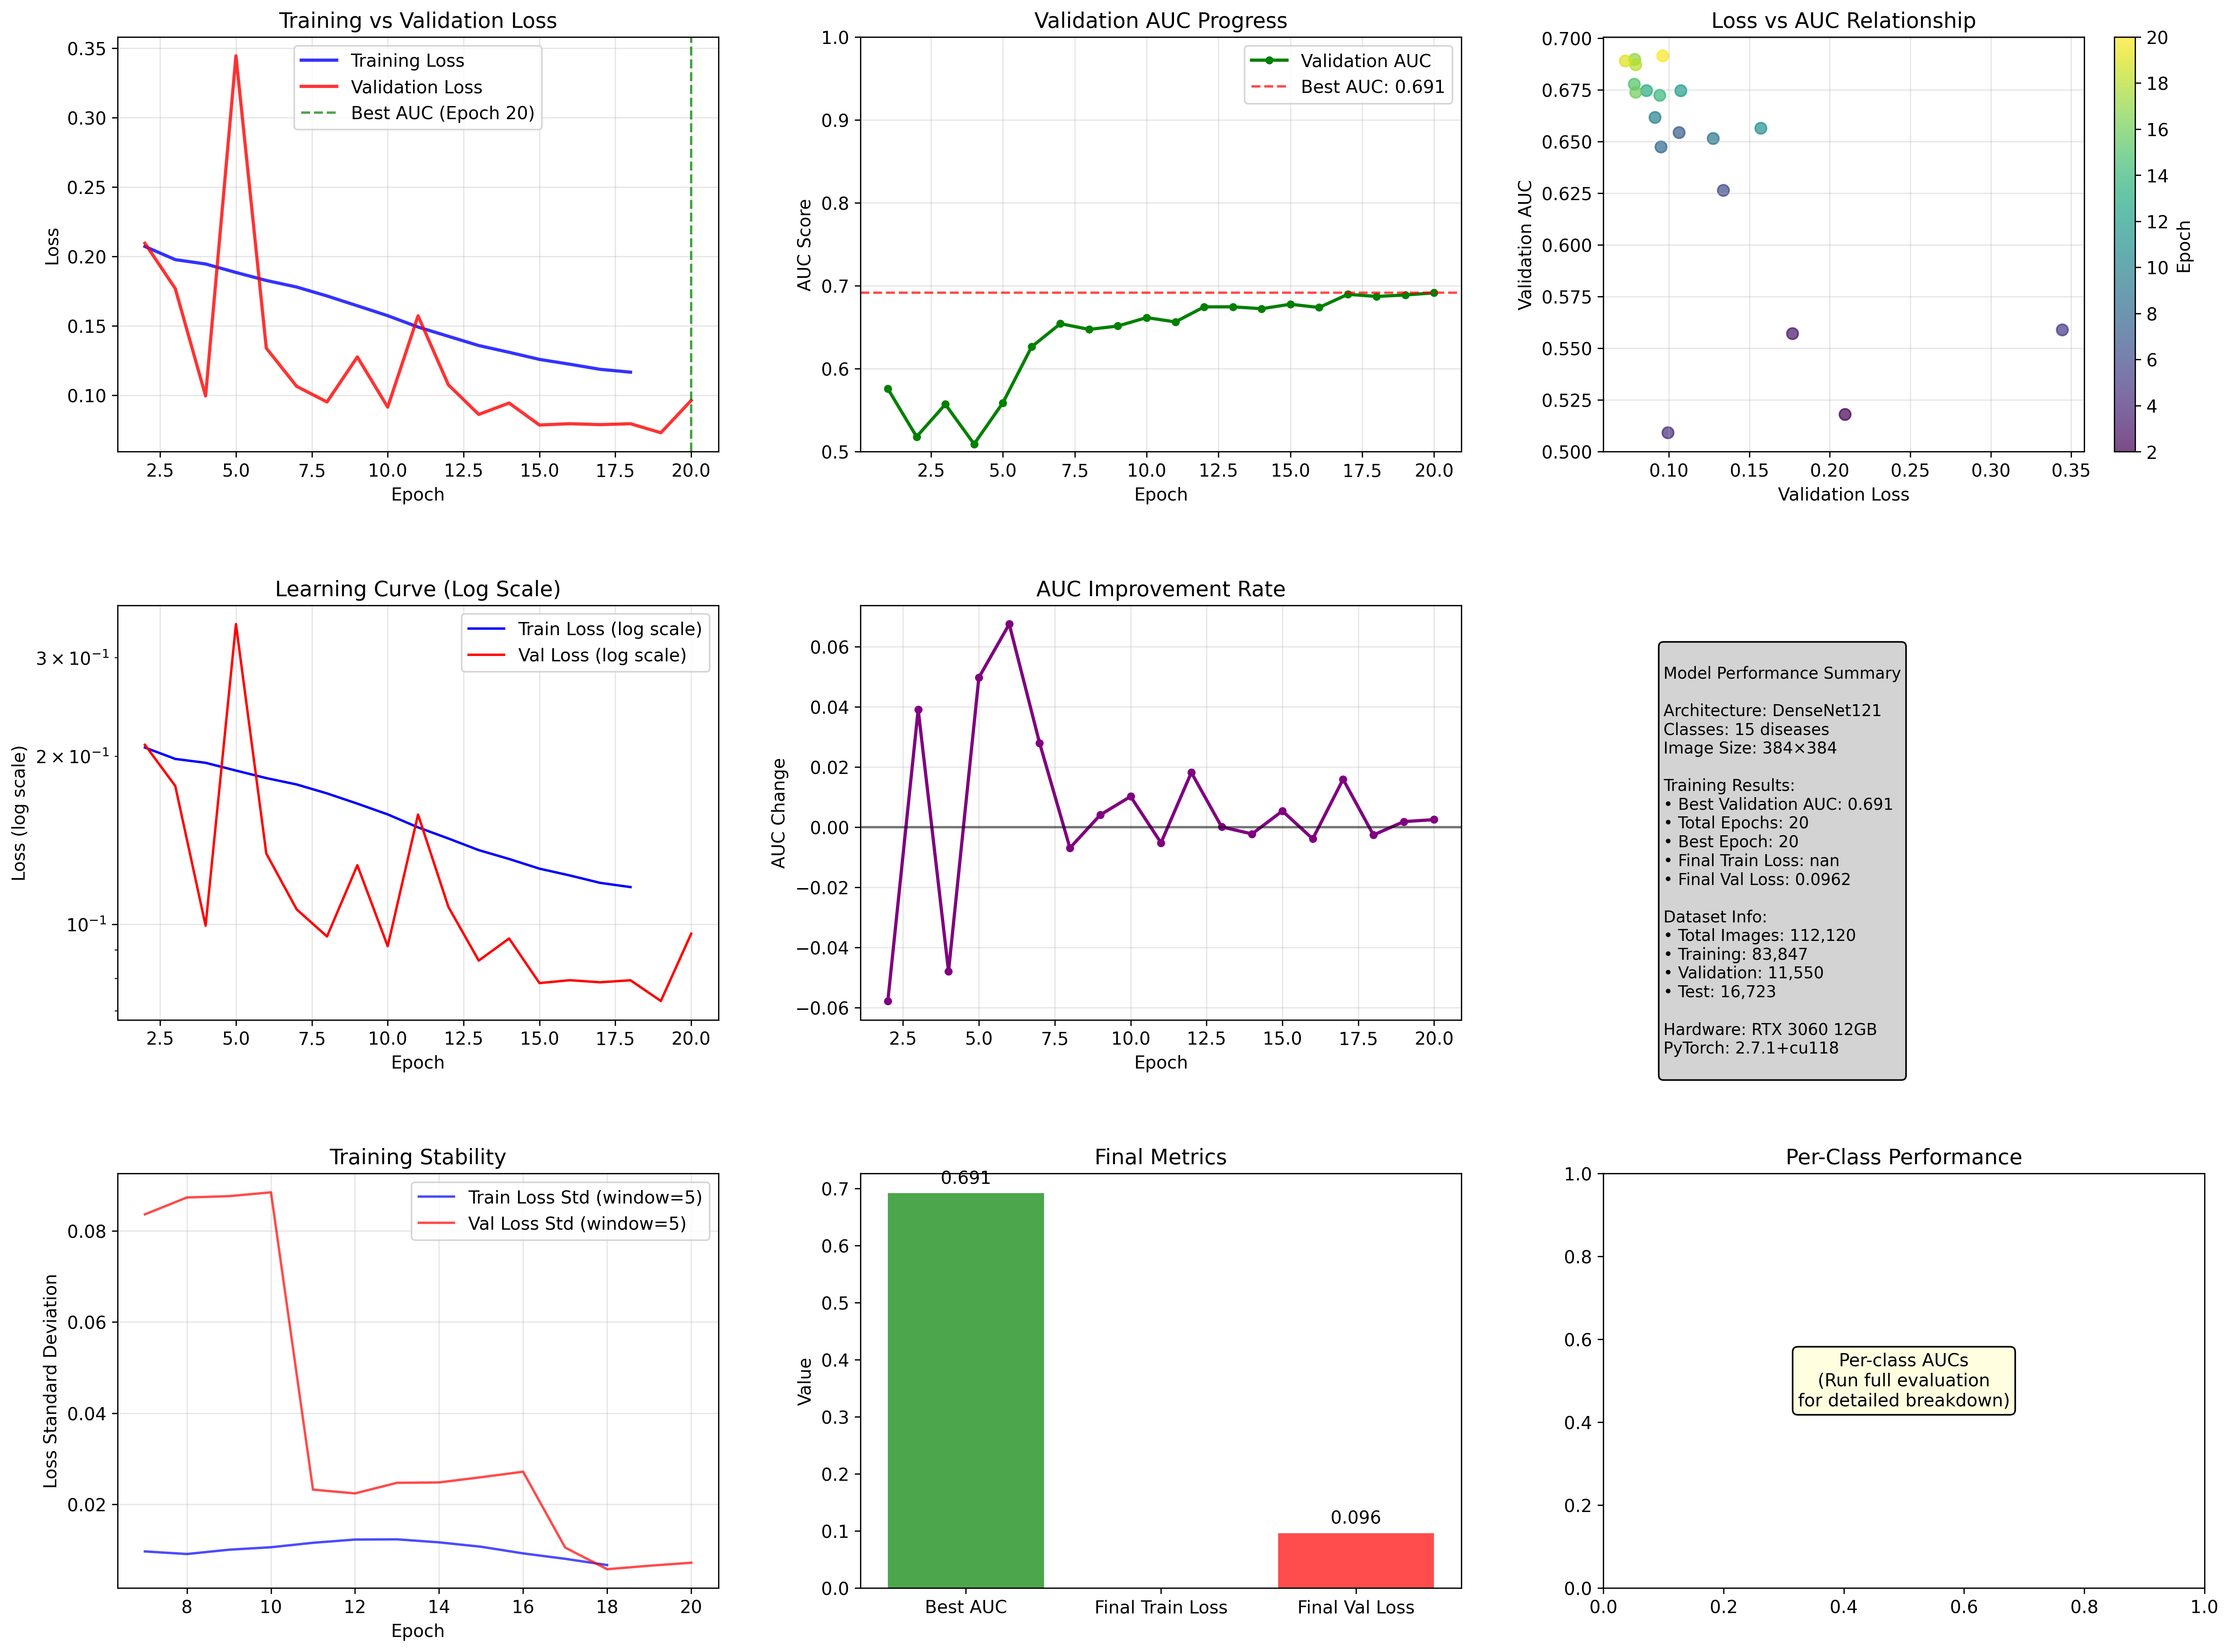 Training vs Validation Loss
Training Loss
Validation Loss
Best AUC (Epoch 20)
0.35
0.30
0.25
0.20
0.15
0.10
Loss
2.5 5.0 7.5 10.0 12.5 15.0 17.5 20.0
Epoch
Validation AUC Progress
Validation AUC
Best AUC: 0.691
1.0
0.9
0.8
0.7
0.6
0.5
AUC Score
2.5 5.0 7.5 10.0 12.5 15.0 17.5 20.0
Epoch
Loss vs AUC Relationship
0.700
0.675
0.650
0.625
0.600
0.575
0.550
0.525
0.500
Validation AUC
0.10 0.15 0.20 0.25 0.30 0.35
Validation Loss
20
18
16
14
12
10
8
6
4
2
Epoch
Learning Curve (Log Scale)
Train Loss (log scale)
Val Loss (log scale)
3 × 10⁻¹
2 × 10⁻¹
10⁻¹
Loss (log scale)
2.5 5.0 7.5 10.0 12.5 15.0 17.5 20.0
Epoch
AUC Improvement Rate
0.06
0.04
0.02
0.00
−0.02
−0.04
−0.06
AUC Change
2.5 5.0 7.5 10.0 12.5 15.0 17.5 20.0
Epoch
Model Performance Summary
Architecture: DenseNet121
Classes: 15 diseases
Image Size: 384×384
Training Results:
• Best Validation AUC: 0.691
• Total Epochs: 20
• Best Epoch: 20
• Final Train Loss: nan
• Final Val Loss: 0.0962
Dataset Info:
• Total Images: 112,120
• Training: 83,847
• Validation: 11,550
• Test: 16,723
Hardware: RTX 3060 12GB
PyTorch: 2.7.1+cu118
Training Stability
Train Loss Std (window=5)
Val Loss Std (window=5)
0.08
0.06
0.04
0.02
Loss Standard Deviation
8 10 12 14 16 18 20
Epoch
Final Metrics
0.691
0.096
0.7
0.6
0.5
0.4
0.3
0.2
0.1
0.0
Value
Best AUC Final Train Loss Final Val Loss
Per-Class Performance
1.0
0.8
0.6
0.4
0.2
0.0
Per-class AUCs
(Run full evaluation
for detailed breakdown)
0.0 0.2 0.4 0.6 0.8 1.0